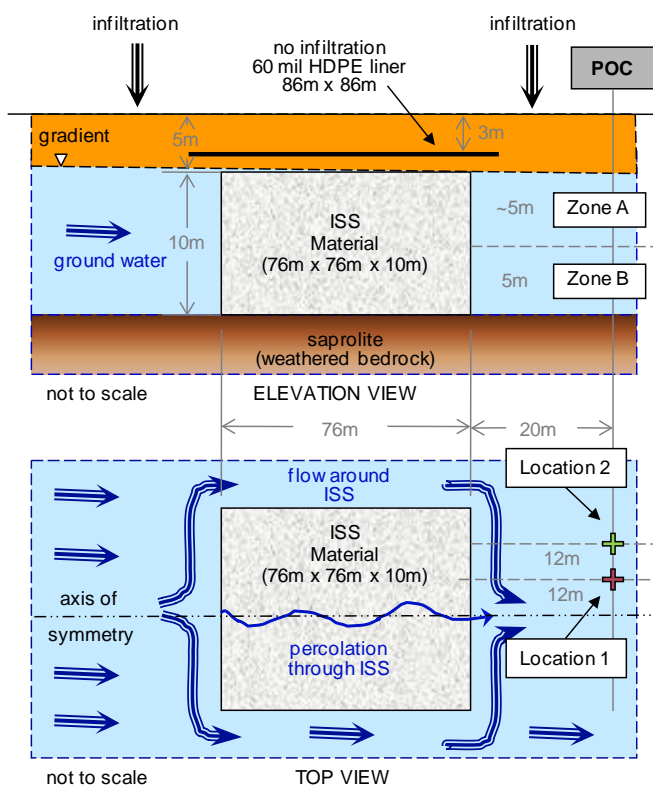 infiltration
infiltration
no infiltration
60 mil HDPE liner
86m x 86m
POC
gradient
5m
3m
ISS
Material
(76m x 76m x 10m)
~5m
Zone A
10m
ground water
5m
Zone B
saprolite
(weathered bedrock)
not to scale
ELEVATION VIEW
76m
20m
flow around
ISS
Location 2
ISS
Material
(76m x 76m x 10m)
12m
axis of
symmetry
12m
percolation
through ISS
Location 1
not to scale
TOP VIEW